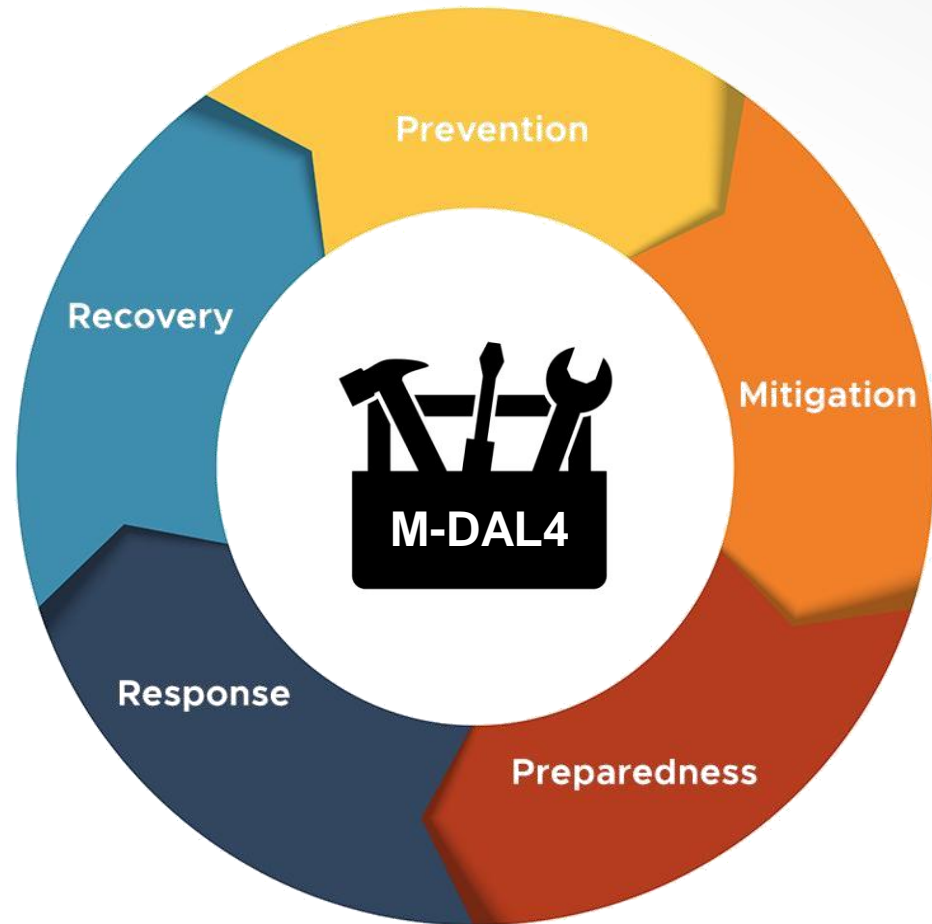 Prevention
Mitigation
Preparedness
Response
Recovery
M-DAL4